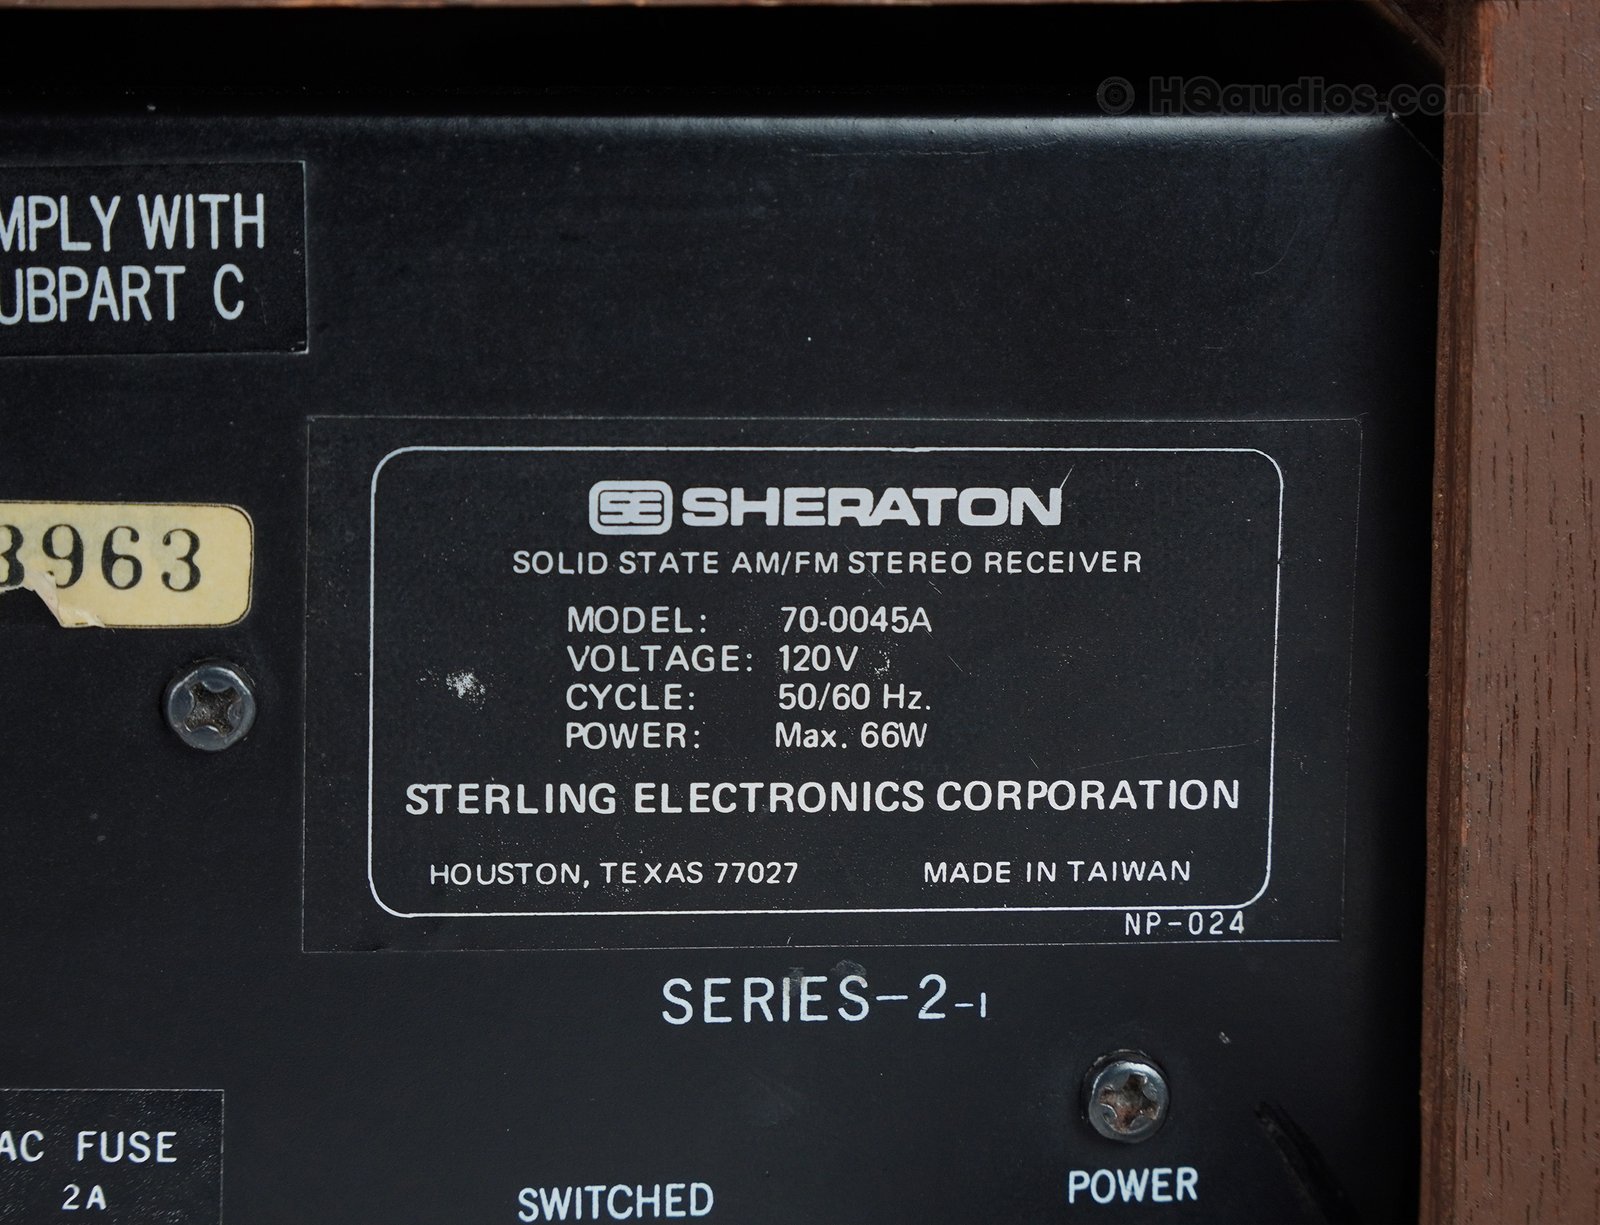 © HQaudios.com
MPLY WITH
UBPART C
3963
SE SHERATON
SOLID STATE AM/FM STEREO RECEIVER
MODEL: 70-0045A
VOLTAGE: 120V
CYCLE: 50/60 Hz.
POWER: Max. 66W
STERLING ELECTRONICS CORPORATION
HOUSTON, TEXAS 77027 MADE IN TAIWAN
NP-024
SERIES-2-1
AC FUSE
2A
SWITCHED
POWER